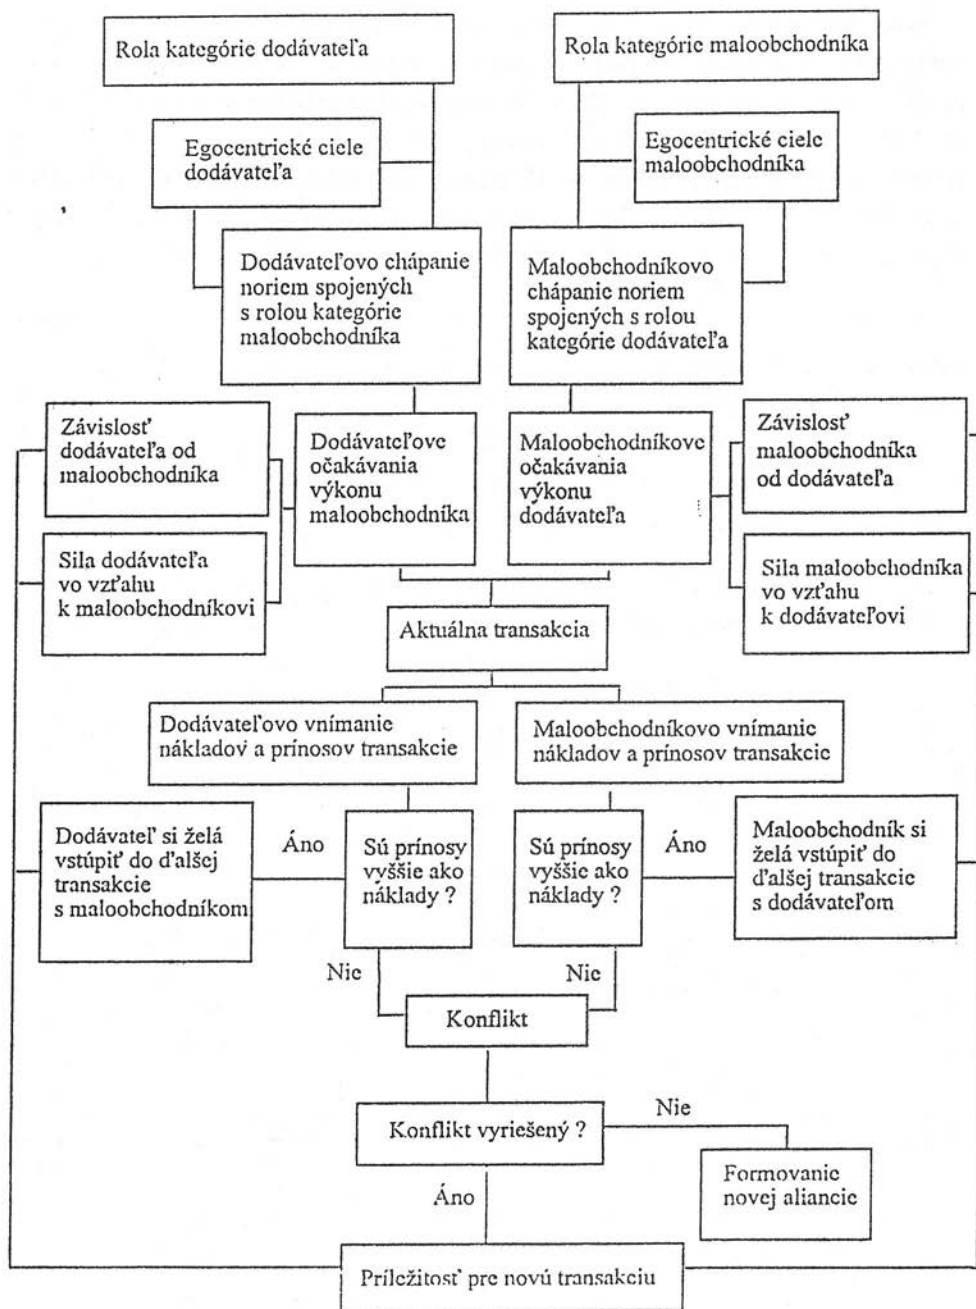 Rola kategórie dodávateľa
Rola kategórie maloobchodníka
Egocentrické ciele
dodávateľa
Egocentrické ciele
maloobchodníka
Dodávateľovo chápanie
noriem spojených
s rolou kategórie
maloobchodníka
Maloobchodníkovo
chápanie noriem
spojených s rolou
kategórie dodávateľa
Závislosť
dodávateľa od
maloobchodníka
Dodávateľove
očakávania
výkonu
maloobchodníka
Maloobchodníkove
očakávania
výkonu
dodávateľa
Závislosť
maloobchodníka
od dodávateľa
Sila dodávateľa
vo vzťahu
k maloobchodníkovi
Sila maloobchodníka
vo vzťahu
k dodávateľovi
Aktuálna transakcia
Dodávateľovo vnímanie
nákladov a prínosov transakcie
Maloobchodníkovo vnímanie
nákladov a prínosov transakcie
Dodávateľ si želá
vstúpiť do ďalšej
transakcie
s maloobchodníkom
Áno
Sú prínosy
vyššie ako
náklady ?
Sú prínosy
vyššie ako
náklady ?
Áno
Maloobchodník si
želá vstúpiť do
ďalšej transakcie
s dodávateľom
Nie
Nie
Konflikt
Konflikt vyriešený ?
Nie
Formovanie
novej aliancie
Áno
Príležitosť pre novú transakciu